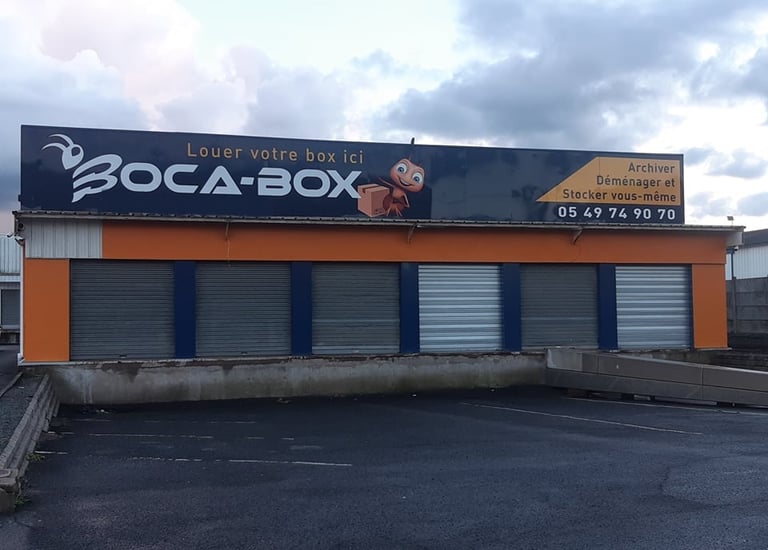 Louer votre box ici
BOCA-BOX
Archiver
Déménager et
Stocker vous-même
05 49 74 90 70